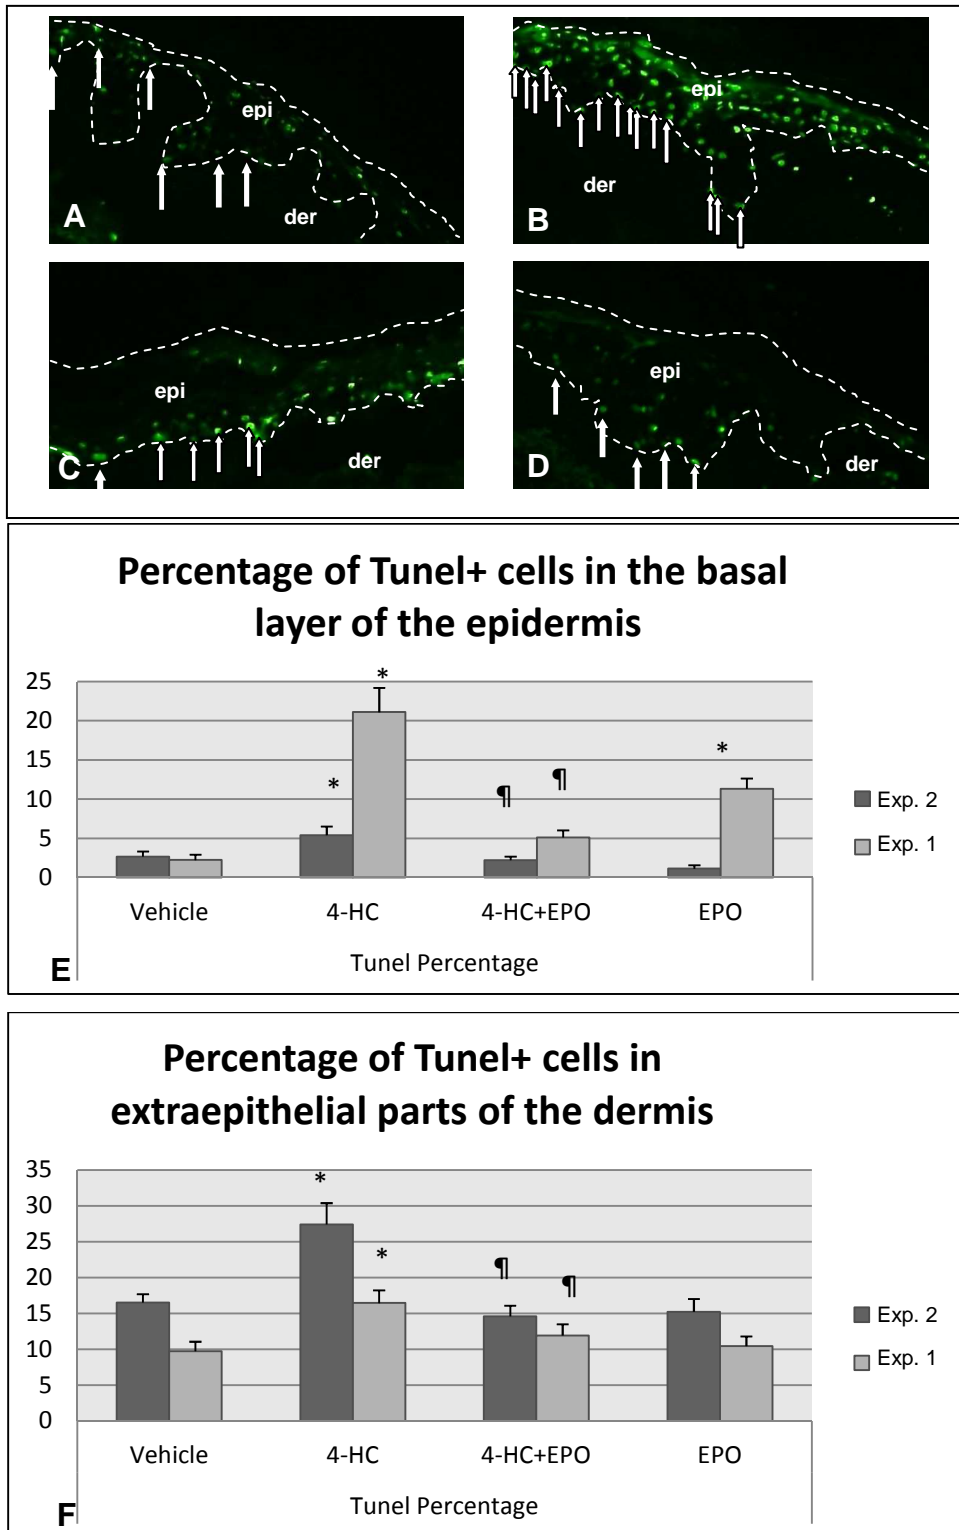 epi
der
A
epi
der
B
epi
der
C
epi
der
D
Percentage of Tunel+ cells in the basal
layer of the epidermis
25
20
15
10
5
0
*
*
¶
¶
*
Vehicle
4-HC
4-HC+EPO
EPO
Tunel Percentage
Exp. 2
Exp. 1
E
Percentage of Tunel+ cells in
extraepithelial parts of the dermis
35
30
25
20
15
10
5
0
*
*
¶
¶
Vehicle
4-HC
4-HC+EPO
EPO
Tunel Percentage
Exp. 2
Exp. 1
F